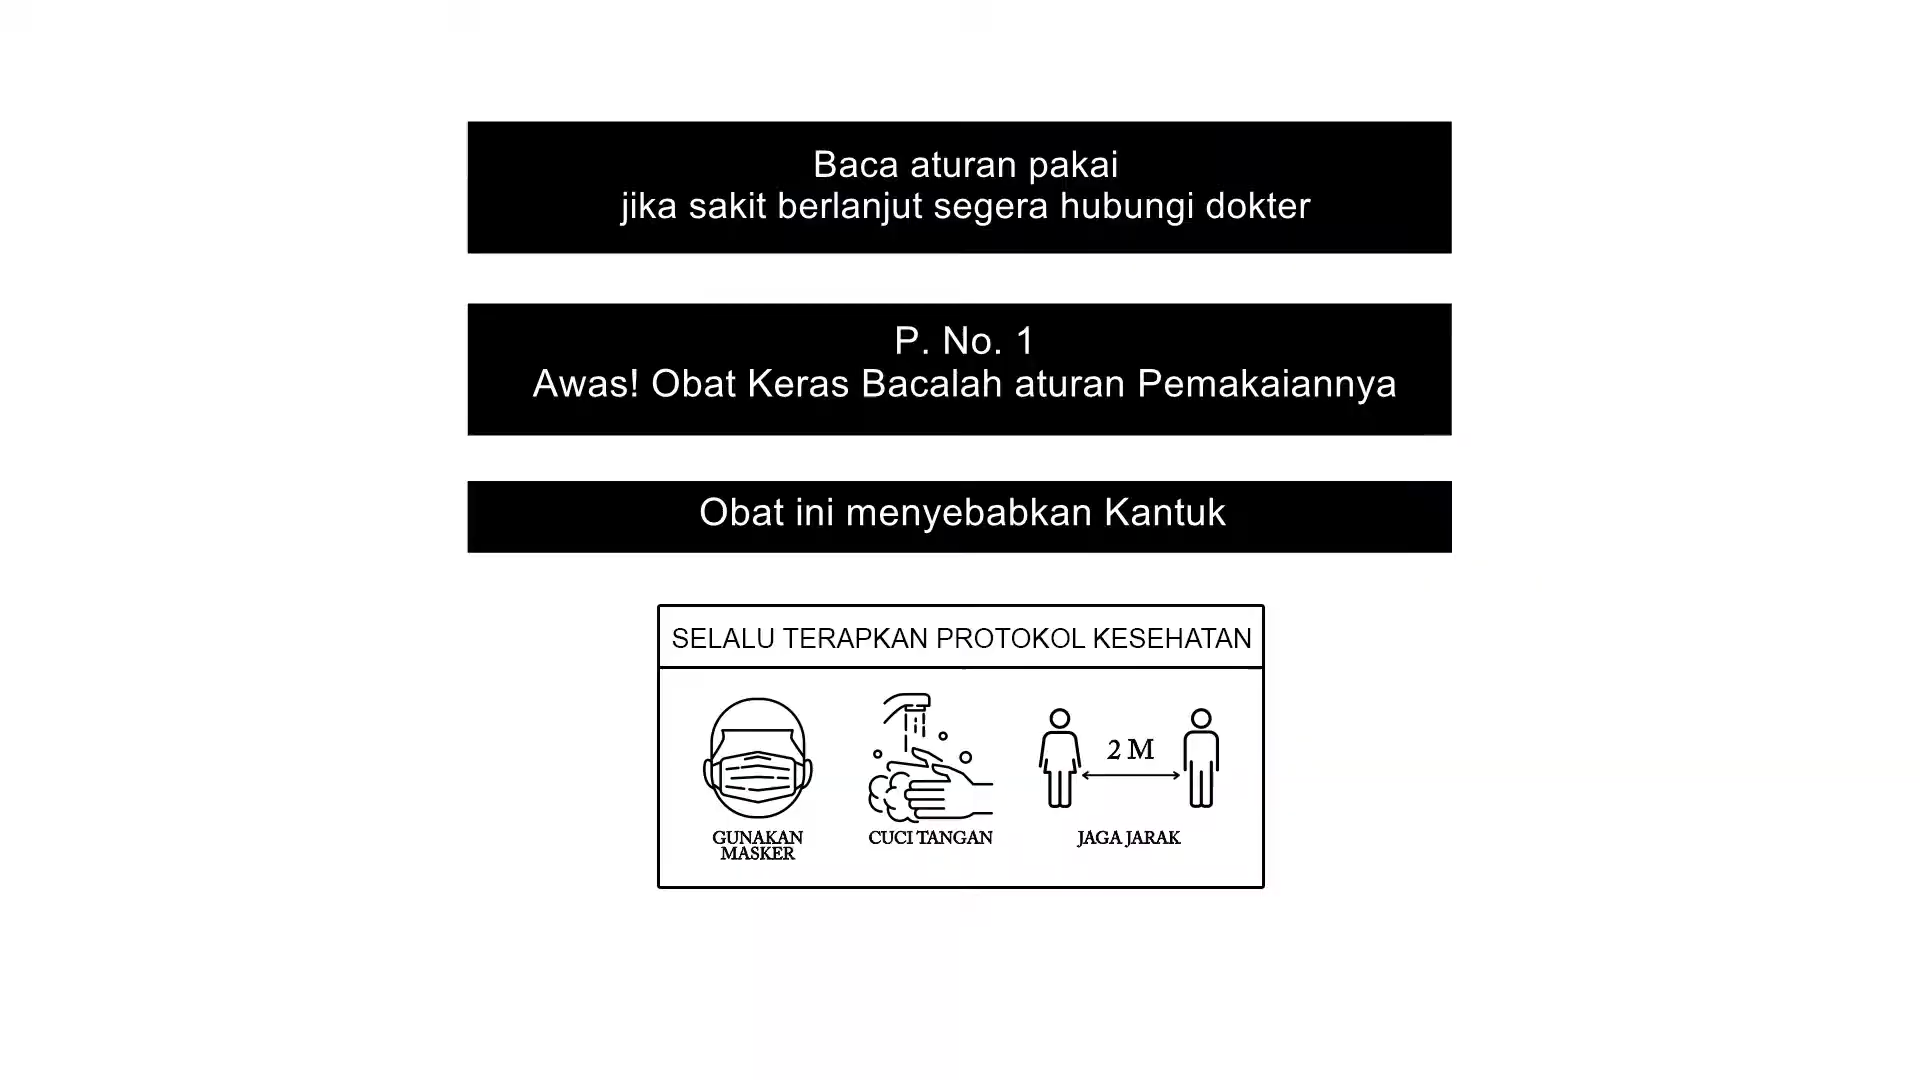 Baca aturan pakai
jika sakit berlanjut segera hubungi dokter
P. No. 1
Awas! Obat Keras Bacalah aturan Pemakaiannya
Obat ini menyebabkan Kantuk
SELALU TERAPKAN PROTOKOL KESEHATAN
2 M
GUNAKAN
MASKER
CUCI TANGAN
JAGA JARAK